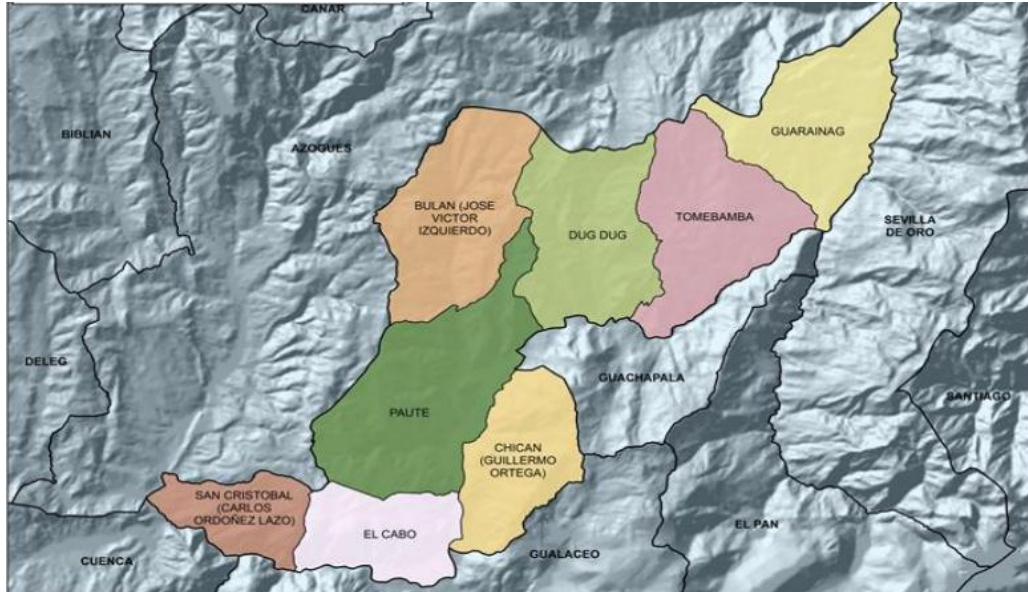 CAÑAR
BIBLIAN
AZOGUES
GUARAINAG
BULAN (JOSE
VICTOR
IZQUIERDO)
DUG DUG
TOMEBAMBA
SEVILLA
DE ORO
DELEG
GUACHAPALA
SANTIAGO
PAUTE
CHICAN
(GUILLERMO
ORTEGA)
SAN CRISTOBAL
(CARLOS
ORDOÑEZ LAZO)
EL CABO
EL PAN
CUENCA
GUALACEO